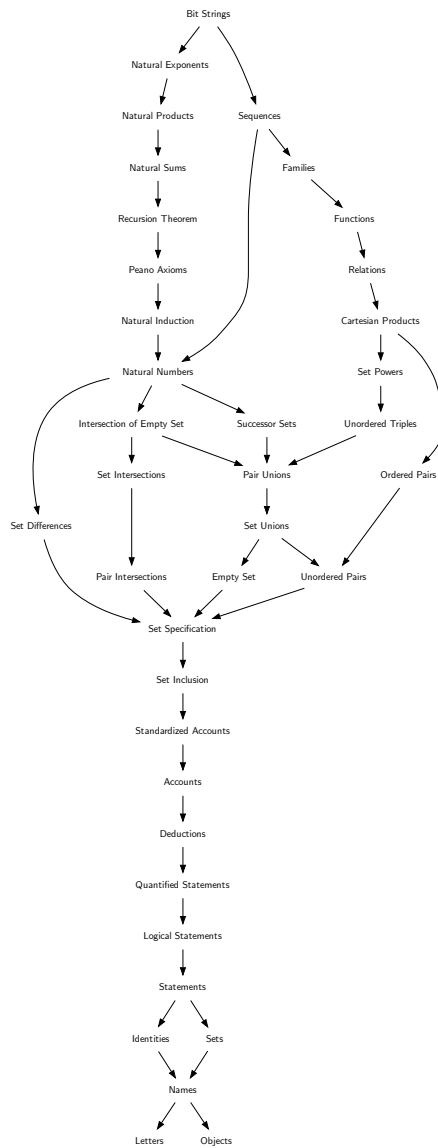 Bit Strings
Natural Exponents
Natural Products
Sequences
Natural Sums
Families
Recursion Theorem
Functions
Peano Axioms
Relations
Natural Induction
Cartesian Products
Natural Numbers
Set Powers
Intersection of Empty Set
Successor Sets
Unordered Triples
Set Intersections
Pair Unions
Ordered Pairs
Set Differences
Set Unions
Pair Intersections
Empty Set
Unordered Pairs
Set Specification
Set Inclusion
Standardized Accounts
Accounts
Deductions
Quantified Statements
Logical Statements
Statements
Identities
Sets
Names
Letters
Objects